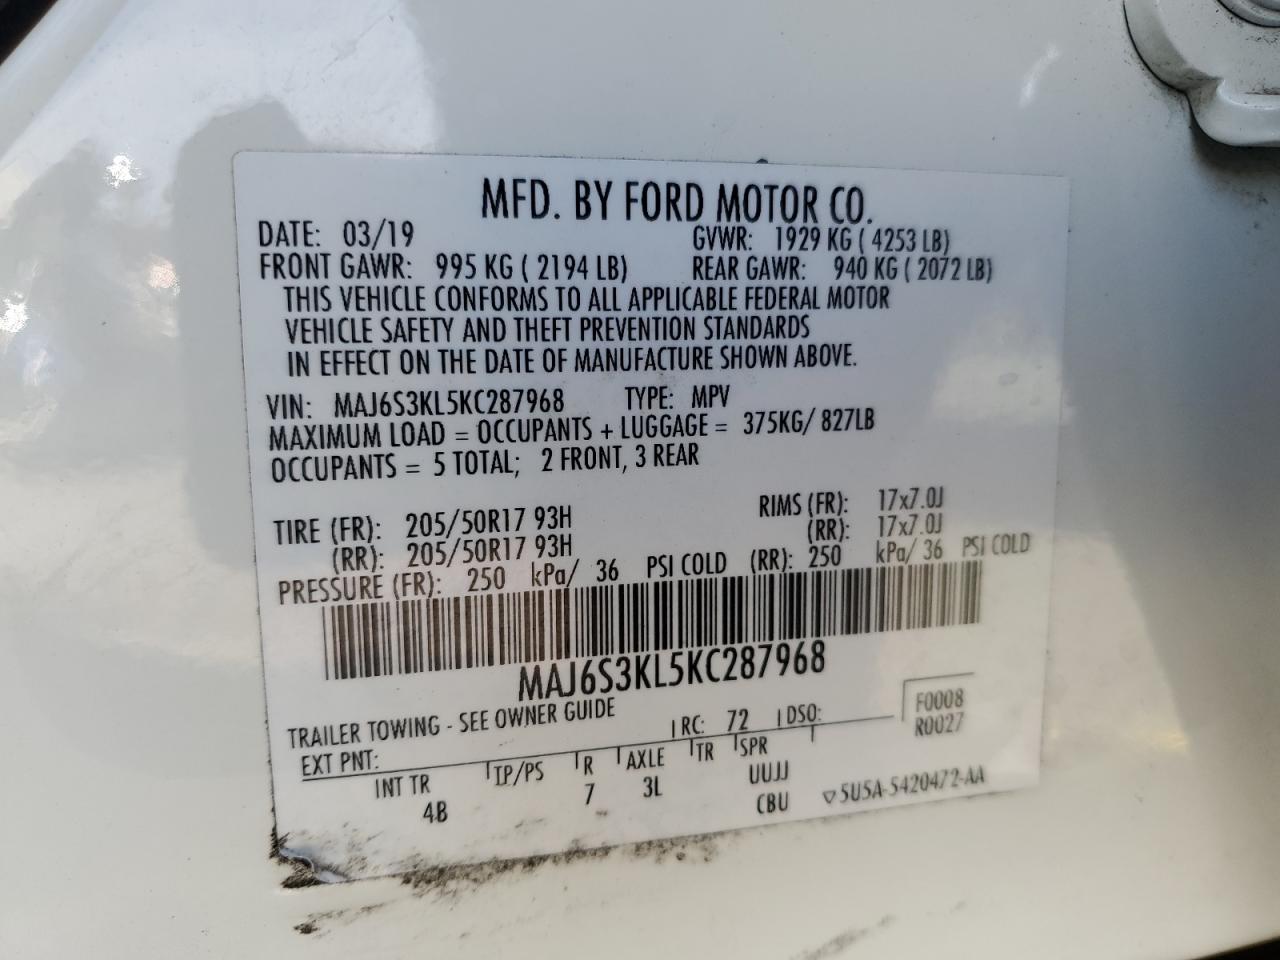 MFD. BY FORD MOTOR CO.
DATE: 03/19 GVWR: 1929 KG ( 4253 LB)
FRONT GAWR: 995 KG ( 2194 LB) REAR GAWR: 940 KG ( 2072 LB)
THIS VEHICLE CONFORMS TO ALL APPLICABLE FEDERAL MOTOR
VEHICLE SAFETY AND THEFT PREVENTION STANDARDS
IN EFFECT ON THE DATE OF MANUFACTURE SHOWN ABOVE.
VIN: MAJ6S3KL5KC287968 TYPE: MPV
MAXIMUM LOAD = OCCUPANTS + LUGGAGE = 375KG/ 827LB
OCCUPANTS = 5 TOTAL; 2 FRONT, 3 REAR
TIRE (FR): 205/50R17 93H RIMS (FR): 17x7.0J
(RR): 205/50R17 93H (RR): 17x7.0J
PRESSURE (FR): 250 kPa/ 36 PSI COLD (RR): 250 kPa/ 36 PSI COLD
MAJ6S3KL5KC287968
TRAILER TOWING - SEE OWNER GUIDE
EXT PNT: RC: 72 DSO: F0008
R0027
INT TR TP/PS R AXLE TR SPR
4B 7 3L UUJJ
CBU ▽5U5A-5420472-AA